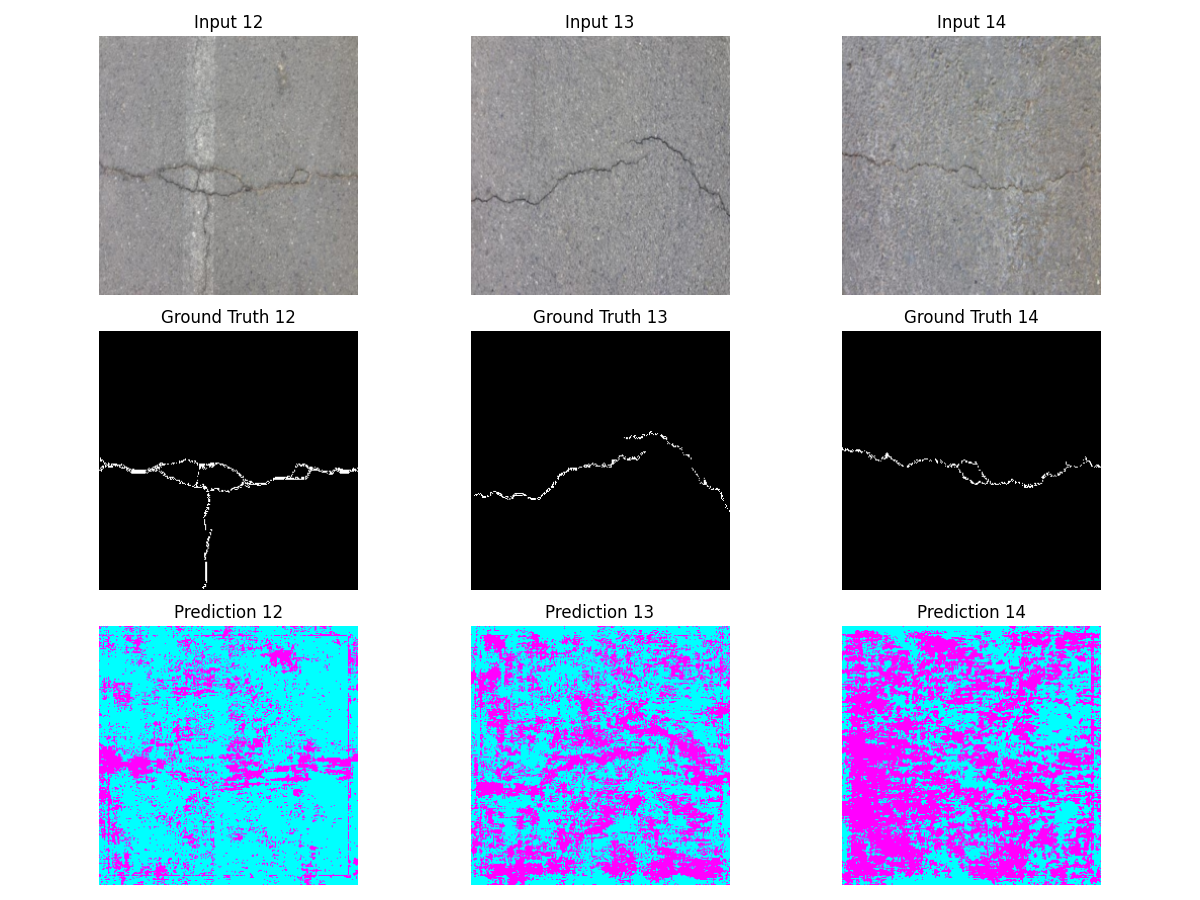 Input 12
Input 13
Input 14
Ground Truth 12
Ground Truth 13
Ground Truth 14
Prediction 12
Prediction 13
Prediction 14